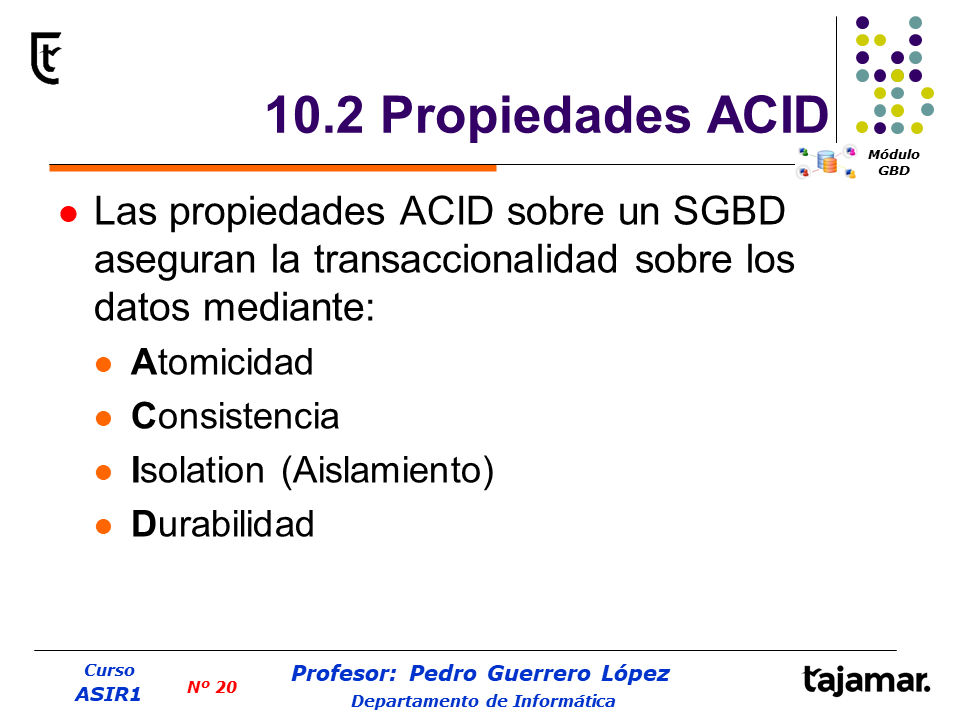 10.2 Propiedades ACID
Módulo
GBD
Las propiedades ACID sobre un SGBD
aseguran la transaccionalidad sobre los
datos mediante:
Atomicidad
Consistencia
Isolation (Aislamiento)
Durabilidad
Curso
ASIR1
Nº 20
Profesor: Pedro Guerrero López
Departamento de Informática
tajamar.